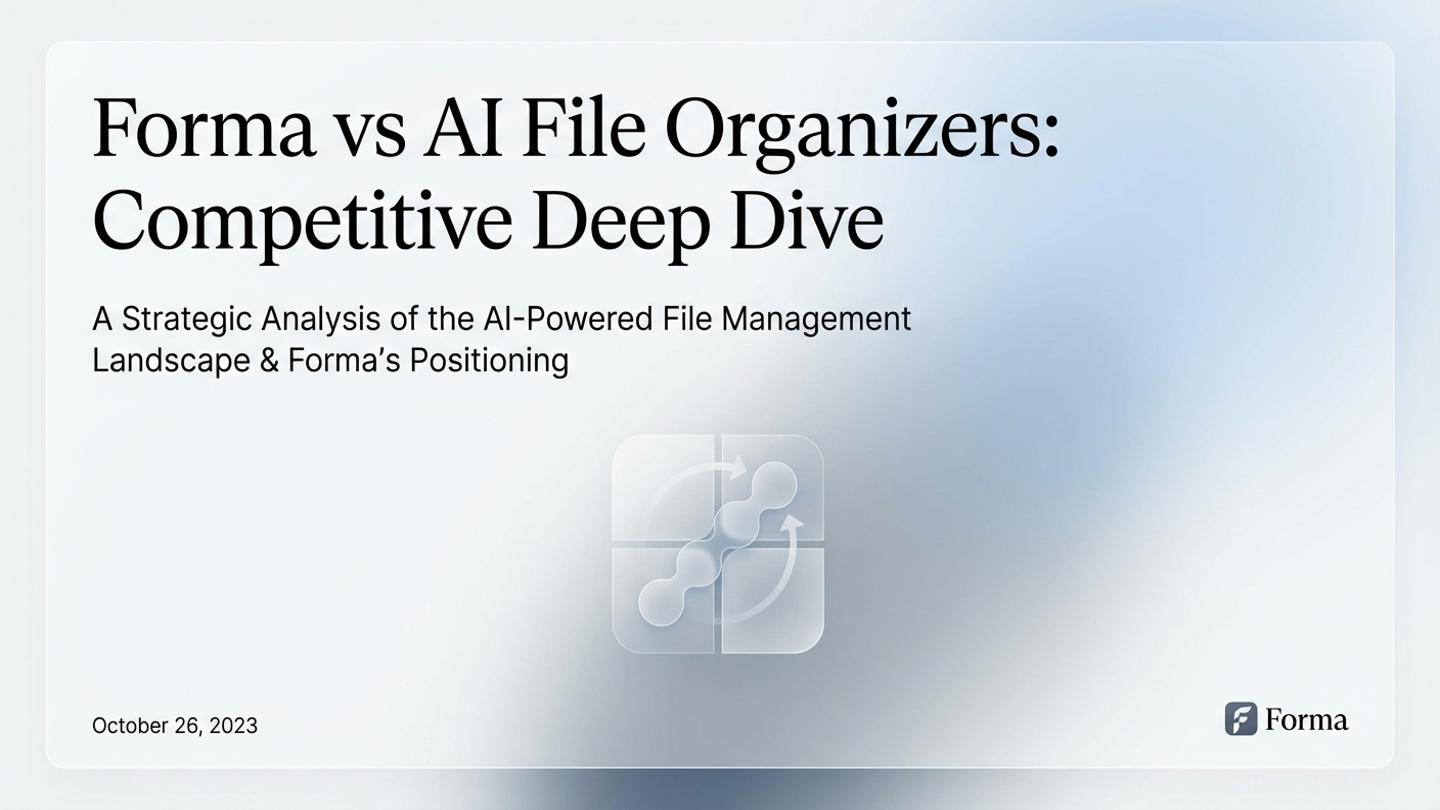 Forma vs AI File Organizers:
Competitive Deep Dive
A Strategic Analysis of the AI-Powered File Management
Landscape & Forma’s Positioning
October 26, 2023
Forma